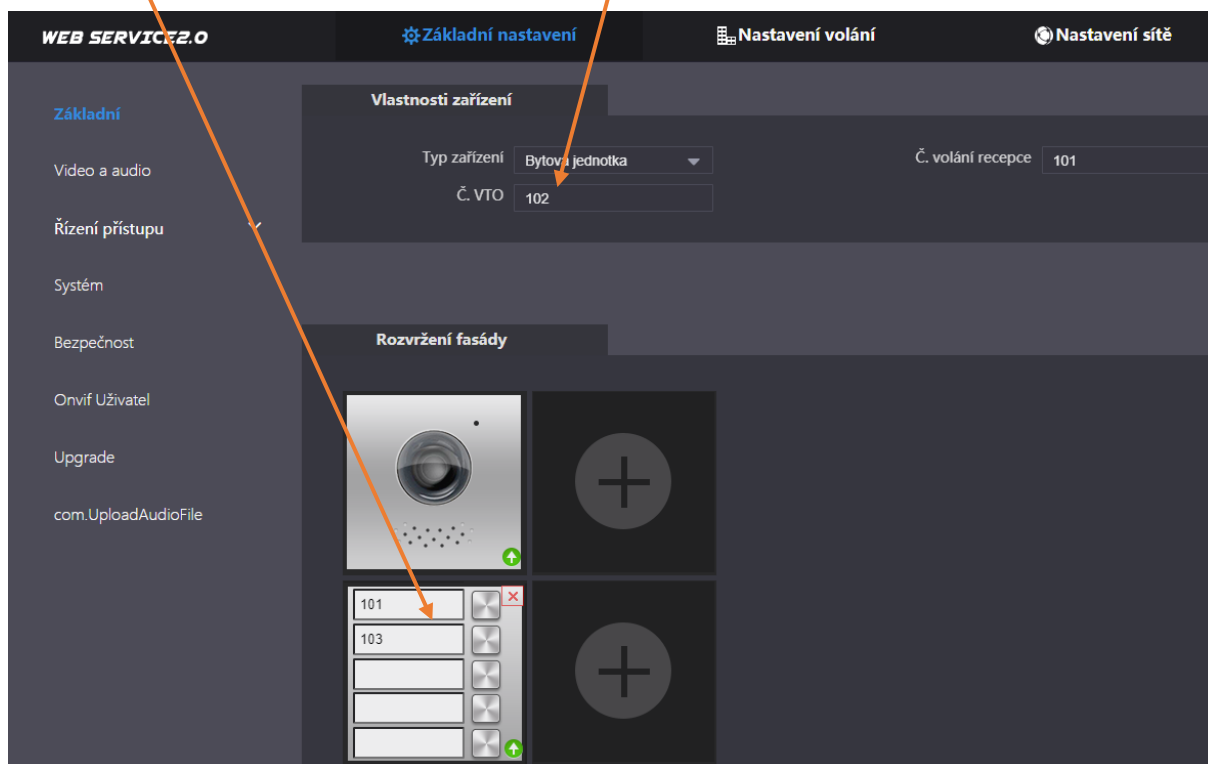 WEB SERVICE2.0
Základní nastavení
Nastavení volání
Nastavení sítě
Základní
Video a audio
Řízení přístupu
Systém
Bezpečnost
Onvif Uživatel
Upgrade
com.UploadAudioFile
Vlastnosti zařízení
Typ zařízení Bytová jednotka
Č. volání recepce 101
Č. VTO 102
Rozvržení fasády
101
103